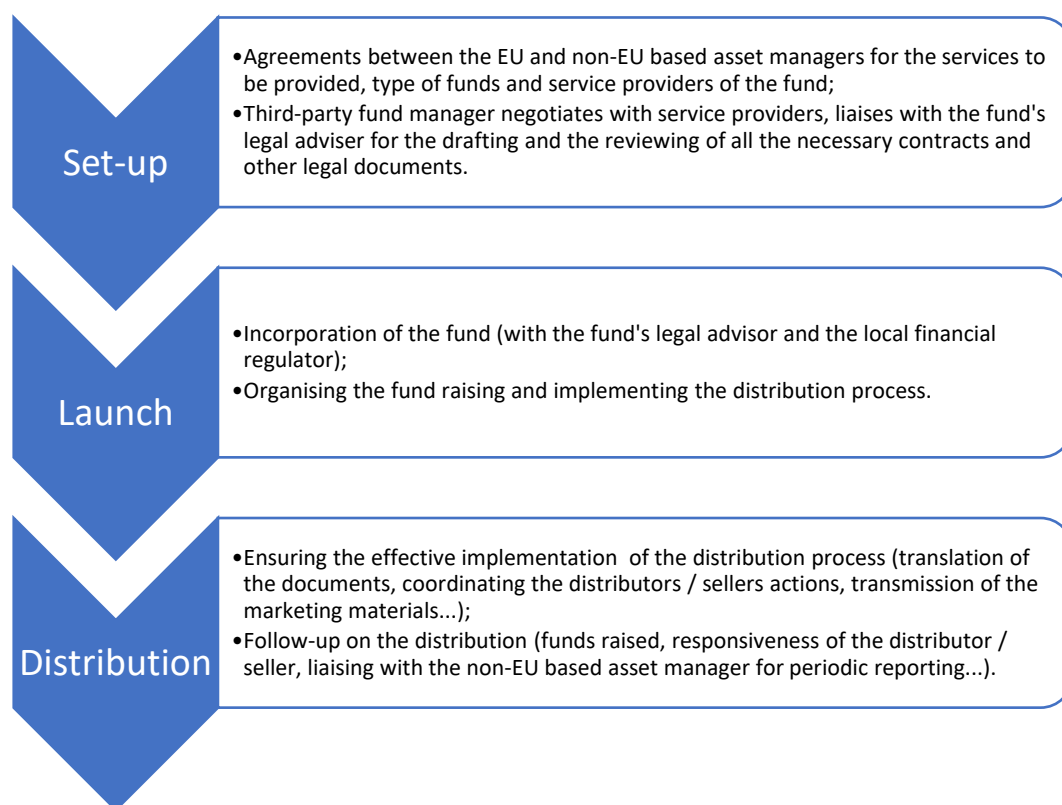 Set-up
•Agreements between the EU and non-EU based asset managers for the services to
be provided, type of funds and service providers of the fund;
•Third-party fund manager negotiates with service providers, liaises with the fund's
legal adviser for the drafting and the reviewing of all the necessary contracts and
other legal documents.
Launch
•Incorporation of the fund (with the fund's legal advisor and the local financial
regulator);
•Organising the fund raising and implementing the distribution process.
Distribution
•Ensuring the effective implementation  of the distribution process (translation of
the documents, coordinating the distributors / sellers actions, transmission of the
marketing materials...);
•Follow-up on the distribution (funds raised, responsiveness of the distributor /
seller, liaising with the non-EU based asset manager for periodic reporting...).